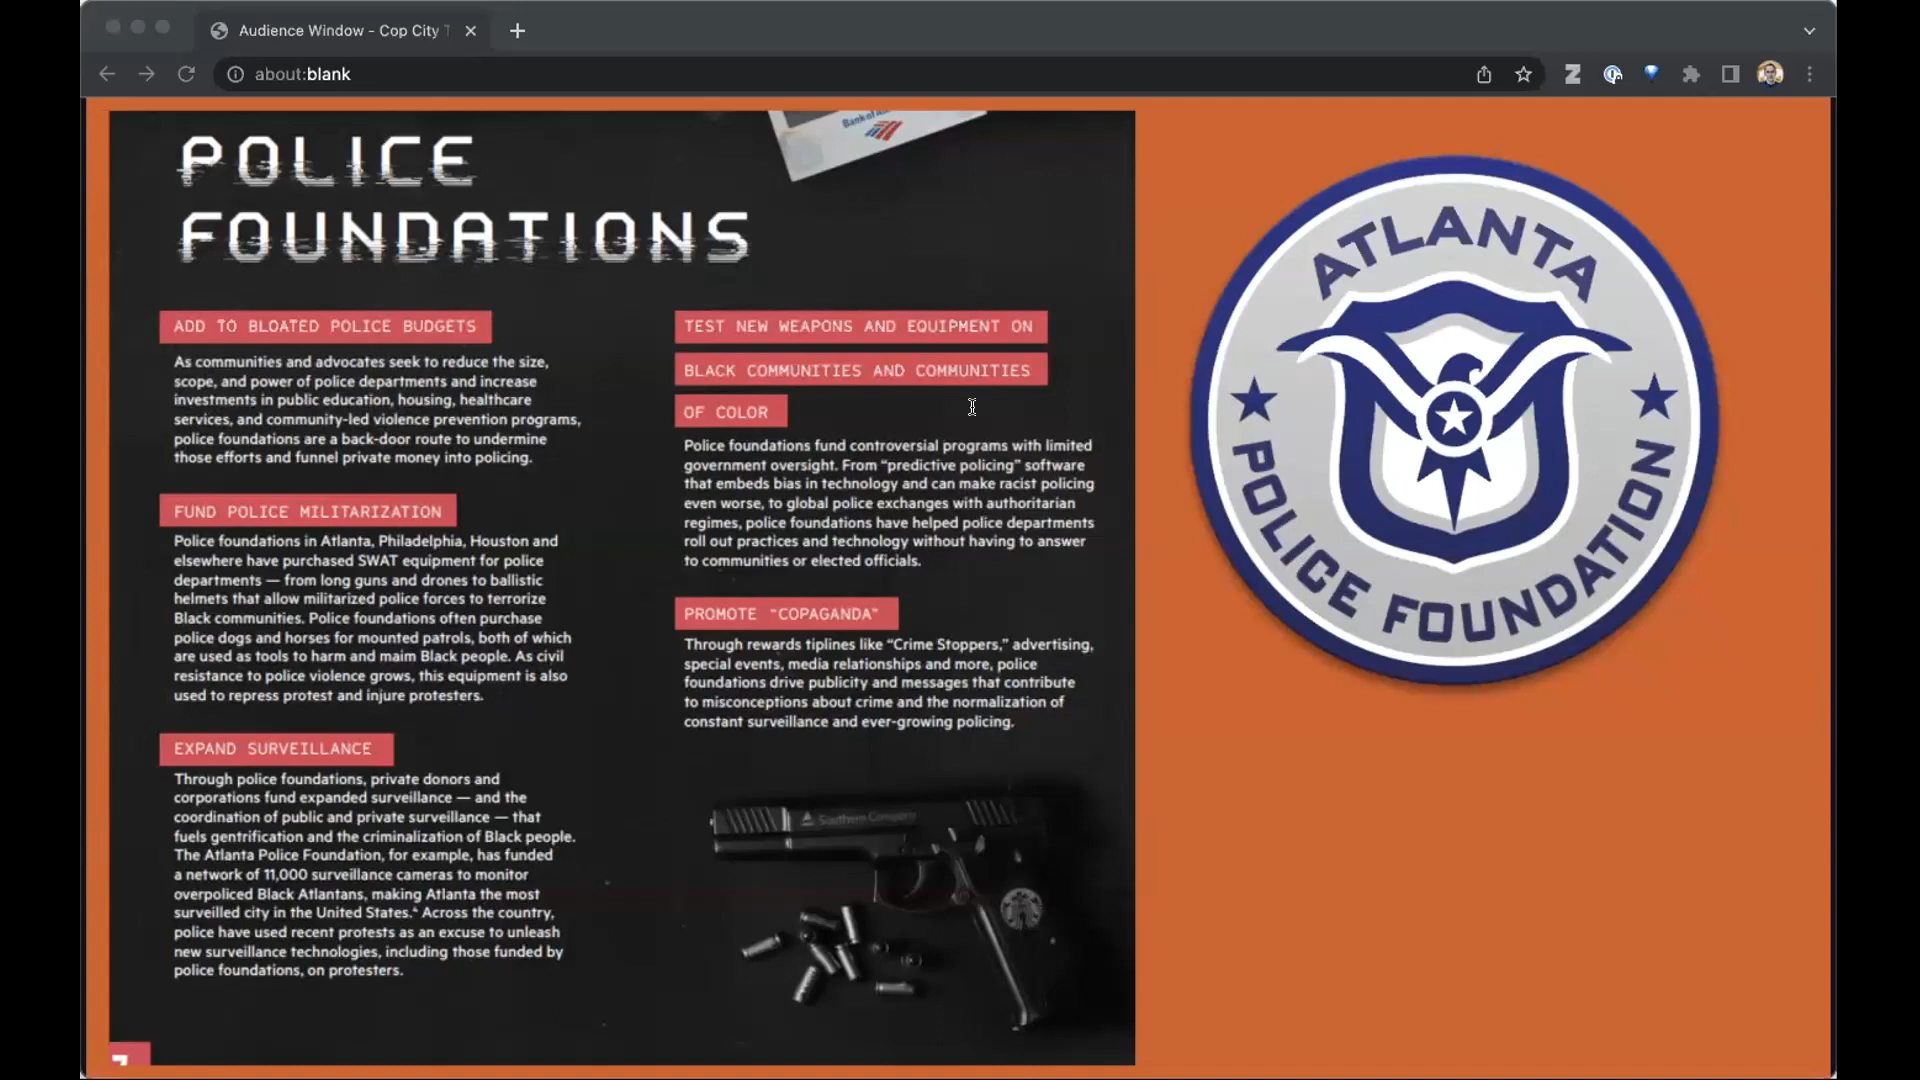 Audience Window - Cop City
about:blank
Bank of
POLICE
FOUNDATIONS
ADD TO BLOATED POLICE BUDGETS
As communities and advocates seek to reduce the size,
scope, and power of police departments and increase
investments in public education, housing, healthcare
services, and community-led violence prevention programs,
police foundations are a back-door route to undermine
those efforts and funnel private money into policing.
FUND POLICE MILITARIZATION
Police foundations in Atlanta, Philadelphia, Houston and
elsewhere have purchased SWAT equipment for police
departments — from long guns and drones to ballistic
helmets that allow militarized police forces to terrorize
Black communities. Police foundations often purchase
police dogs and horses for mounted patrols, both of which
are used as tools to harm and maim Black people. As civil
resistance to police violence grows, this equipment is also
used to repress protest and injure protesters.
EXPAND SURVEILLANCE
Through police foundations, private donors and
corporations fund expanded surveillance — and the
coordination of public and private surveillance — that
fuels gentrification and the criminalization of Black people.
The Atlanta Police Foundation, for example, has funded
a network of 11,000 surveillance cameras to monitor
overpoliced Black Atlantans, making Atlanta the most
surveilled city in the United States.⁴ Across the country,
police have used recent protests as an excuse to unleash
new surveillance technologies, including those funded by
police foundations, on protesters.
TEST NEW WEAPONS AND EQUIPMENT ON
BLACK COMMUNITIES AND COMMUNITIES
OF COLOR
Police foundations fund controversial programs with limited
government oversight. From “predictive policing” software
that embeds bias in technology and can make racist policing
even worse, to global police exchanges with authoritarian
regimes, police foundations have helped police departments
roll out practices and technology without having to answer
to communities or elected officials.
PROMOTE “COPAGANDA”
Through rewards tiplines like “Crime Stoppers,” advertising,
special events, media relationships and more, police
foundations drive publicity and messages that contribute
to misconceptions about crime and the normalization of
constant surveillance and ever-growing policing.
Southern Company
ATLANTA
POLICE FOUNDATION